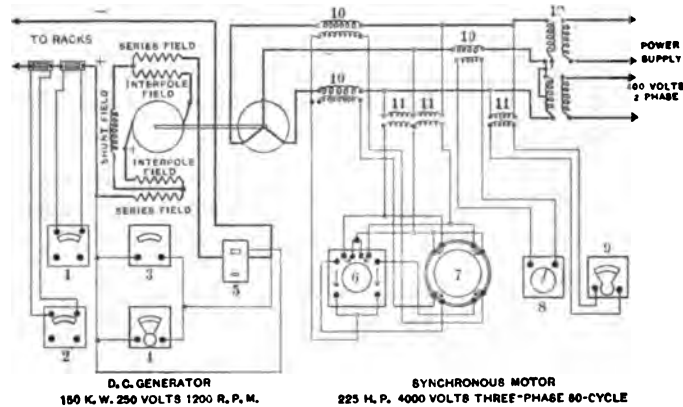 10
TO RACKS
SERIES FIELD
10
POWER
SUPPLY
INTERPOLE
FIELD
10
00 VOLTS
2 PHASE
11
11
11
SHUNT FIELD
+
+
INTERPOLE
FIELD
SERIES FIELD
1
3
5
6
7
8
9
2
4
D. C. GENERATOR
150 K. W. 250 VOLTS 1200 R. P. M.
SYNCHRONOUS MOTOR
225 H. P. 4000 VOLTS THREE-PHASE 60-CYCLE